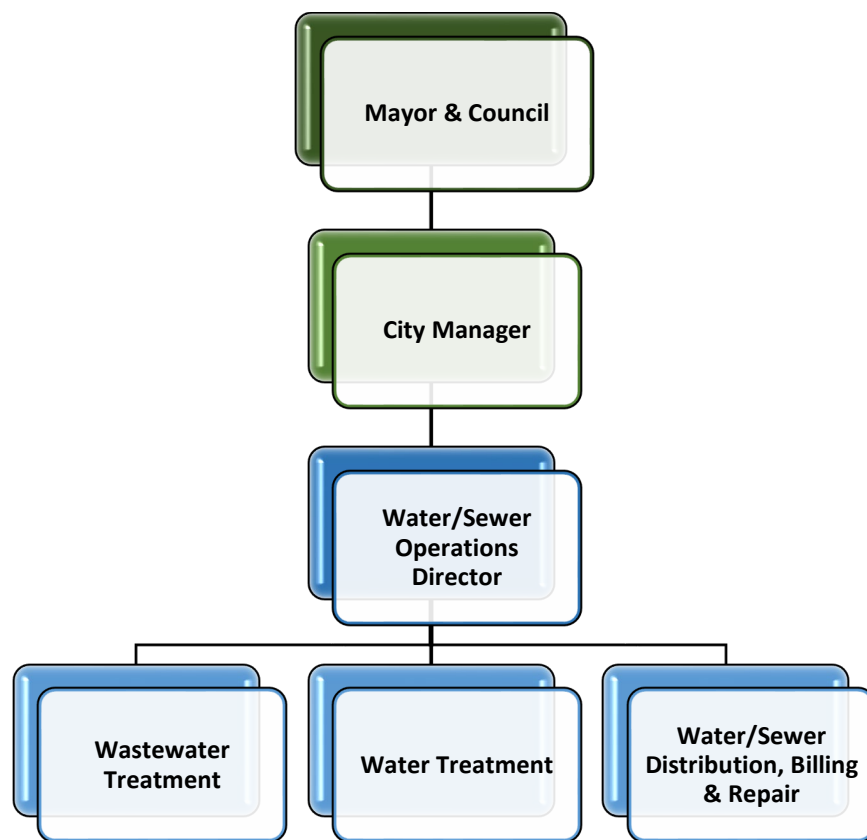 Mayor & Council
City Manager
Water/Sewer
Operations
Director
Wastewater
Treatment
Water Treatment
Water/Sewer
Distribution, Billing
& Repair